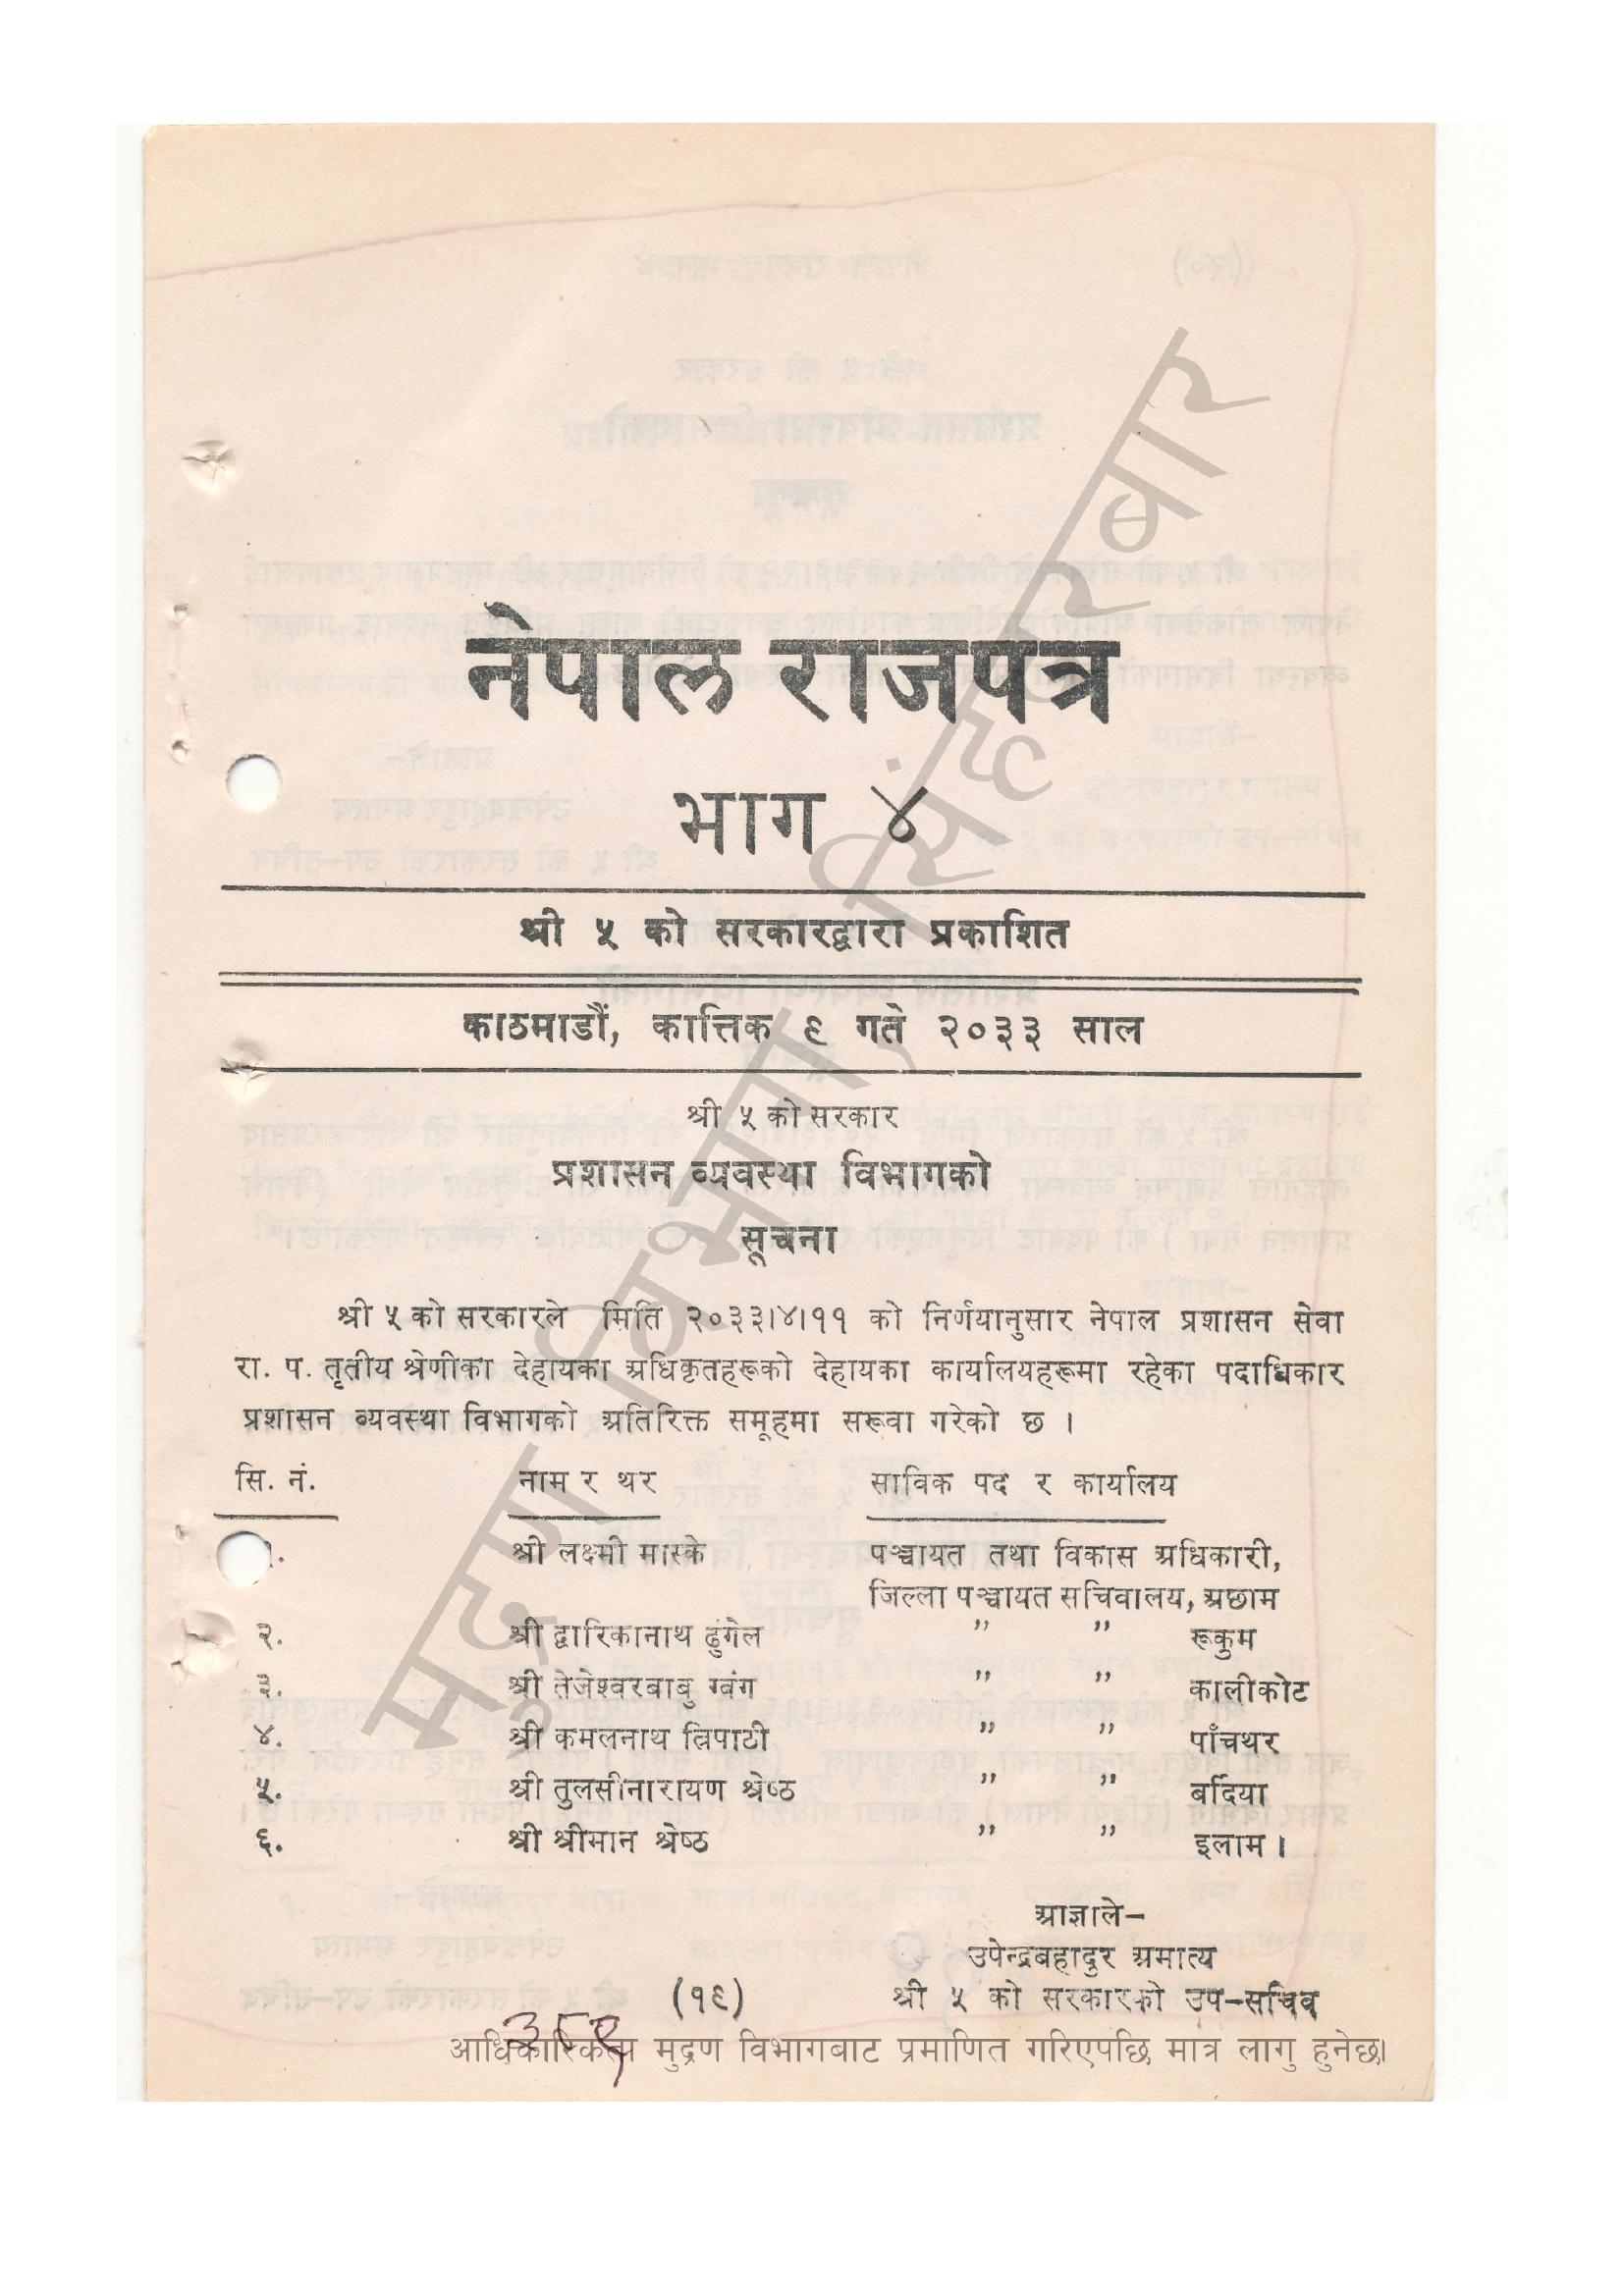 नेपाल राजपत्र
भाग ४
श्री ५ को सरकारद्वारा प्रकाशित
काठमाडौं, कात्तिक ९ गते २०३३ साल
श्री ५ को सरकार
प्रशासन व्यवस्था विभागको
सूचना
श्री ५ को सरकारले मिति २०३३।४।११ को निर्णयानुसार नेपाल प्रशासन सेवा
रा. प. तृतीय श्रेणीका देहायका अधिकृतहरूको देहायका कार्यालयहरूमा रहेका पदाधिकार
प्रशासन व्यवस्था विभागको अतिरिक्त समूहमा सरूवा गरेको छ ।
सि. नं. नाम र थर साविक पद र कार्यालय
श्री लक्ष्मी मास्के पञ्चायत तथा विकास अधिकारी,
जिल्ला पञ्चायत सचिवालय, अछाम
२. श्री द्वारिकानाथ ढुंगेल " " रूकुम
३. श्री तेजेश्वरबाबु ग्वंग " " कालीकोट
४. श्री कमलनाथ त्रिपाठी " " पाँचथर
५. श्री तुलसीनारायण श्रेष्ठ " " बर्दिया
६. श्री श्रीमान श्रेष्ठ " " इलाम ।
आज्ञाले–
उपेन्द्रबहादुर अमात्य
(१९) श्री ५ को सरकारको उप–सचिव
आधिकारिकता मुद्रण विभागबाट प्रमाणित गरिएपछि मात्र लागु हुनेछ।
मुद्रण विभाग, सिंहदरबार